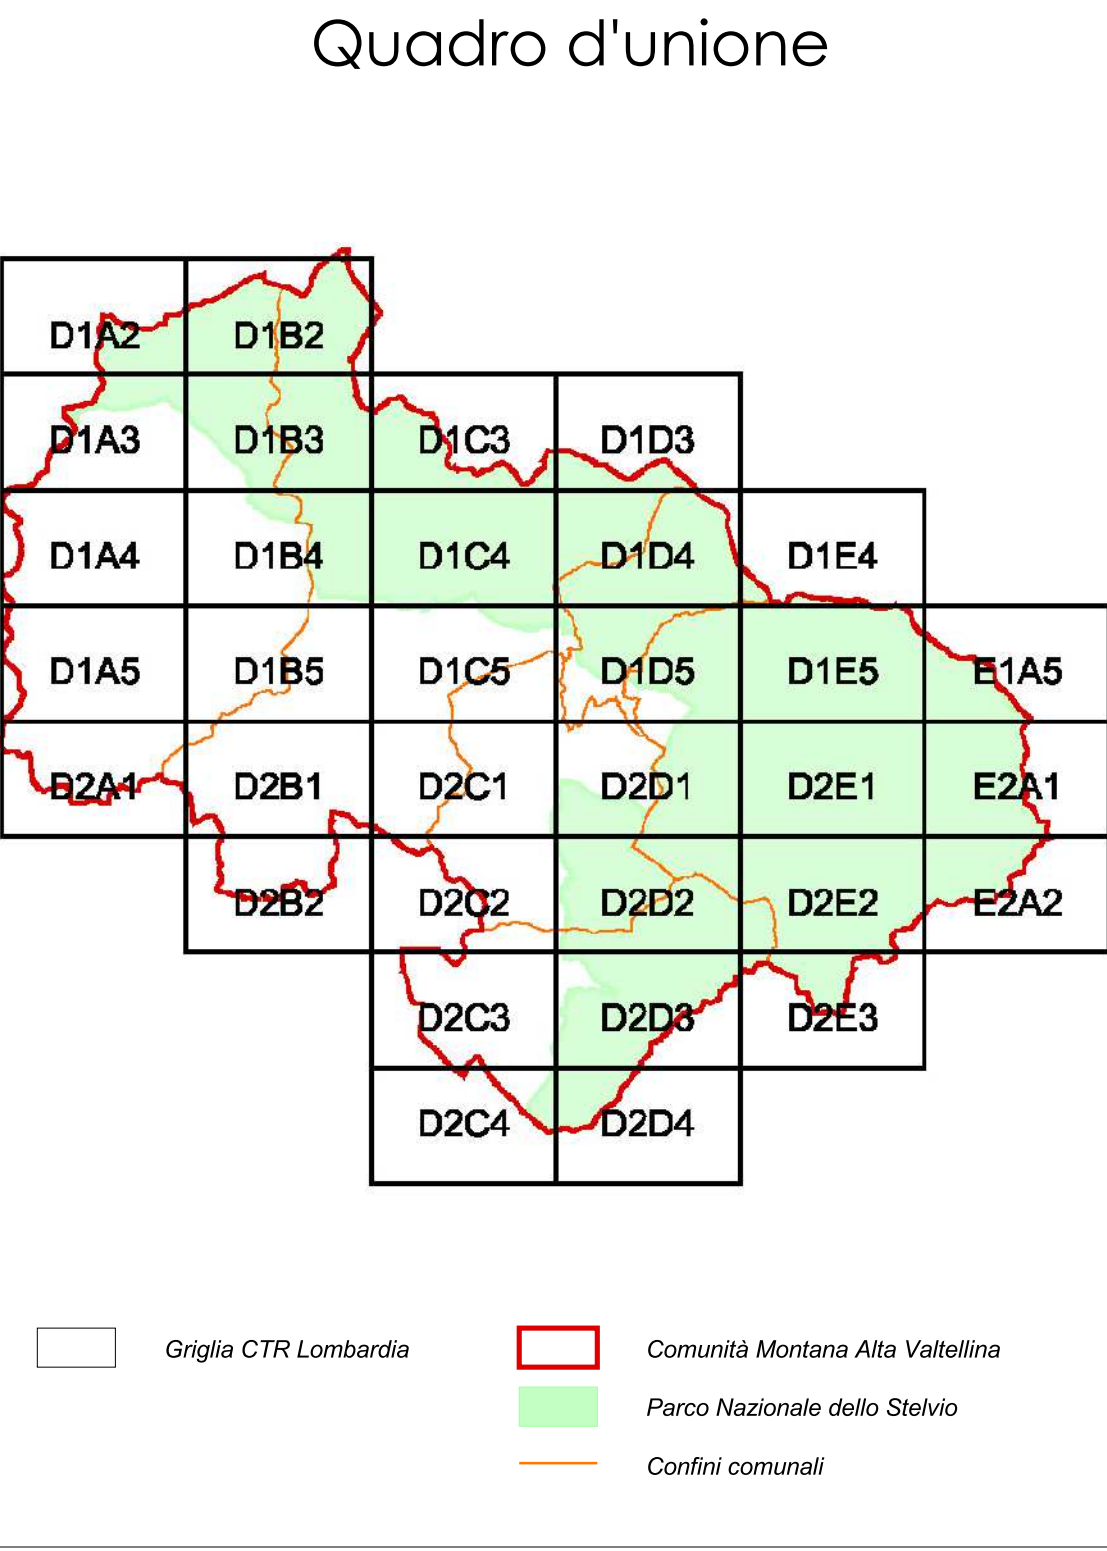 Quadro d'unione
D1A2 D1B2
D1A3 D1B3 D1C3 D1D3
D1A4 D1B4 D1C4 D1D4 D1E4
D1A5 D1B5 D1C5 D1D5 D1E5 E1A5
D2A1 D2B1 D2C1 D2D1 D2E1 E2A1
D2B2 D2C2 D2D2 D2E2 E2A2
D2C3 D2D3 D2E3
D2C4 D2D4
Griglia CTR Lombardia
Comunità Montana Alta Valtellina
Parco Nazionale dello Stelvio
Confini comunali